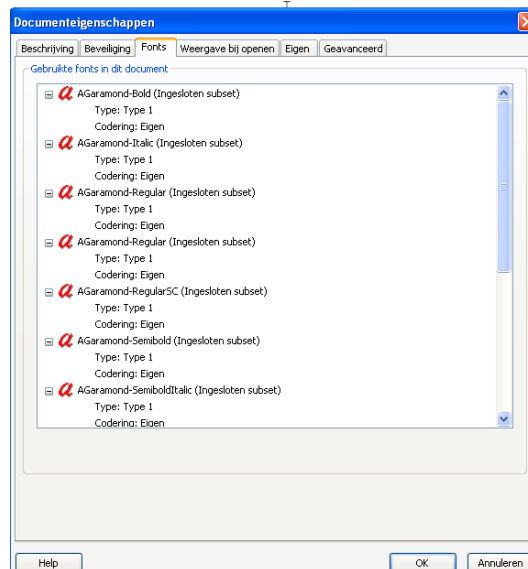 Documenteigenschappen
Beschrijving Beveiliging Fonts Weergave bij openen Eigen Geavanceerd
Gebruikte fonts in dit document
AGaramond-Bold (Ingesloten subset)
Type: Type 1
Codering: Eigen
AGaramond-Italic (Ingesloten subset)
Type: Type 1
Codering: Eigen
AGaramond-Regular (Ingesloten subset)
Type: Type 1
Codering: Eigen
AGaramond-Regular (Ingesloten subset)
Type: Type 1
Codering: Eigen
AGaramond-RegularSC (Ingesloten subset)
Type: Type 1
Codering: Eigen
AGaramond-Semibold (Ingesloten subset)
Type: Type 1
Codering: Eigen
AGaramond-SemiboldItalic (Ingesloten subset)
Type: Type 1
Codering: Eigen
Help OK Annuleren